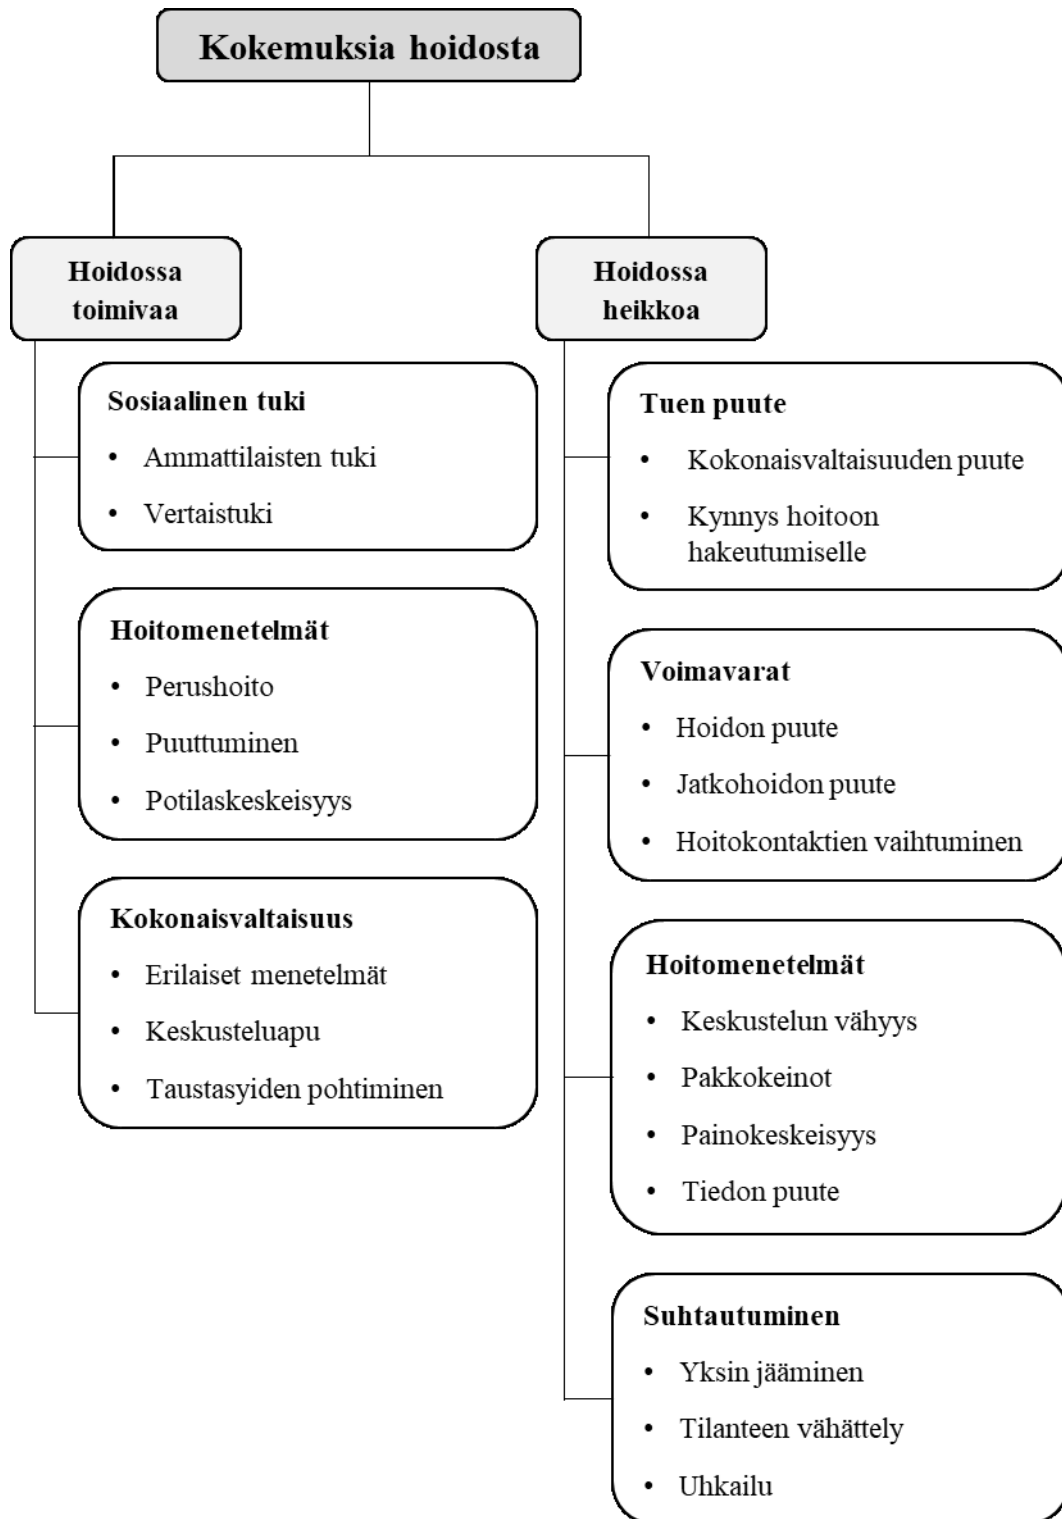 Kokemuksia hoidosta
Hoidossa
toimivaa
Sosiaalinen tuki
• Ammattilaisten tuki
• Vertaistuki
Hoitomenetelmät
• Perushoito
• Puuttuminen
• Potilaskeskeisyys
Kokonaisvaltaisuus
• Erilaiset menetelmät
• Keskusteluapu
• Taustasyiden pohtiminen
Hoidossa
heikkoa
Tuen puute
• Kokonaisvaltaisuuden puute
• Kynnys hoitoon
hakeutumiselle
Voimavarat
• Hoidon puute
• Jatkohoidon puute
• Hoitokontaktien vaihtuminen
Hoitomenetelmät
• Keskustelun vähyys
• Pakkokeinot
• Painokeskeisyys
• Tiedon puute
Suhtautuminen
• Yksin jääminen
• Tilanteen vähättely
• Uhkailu